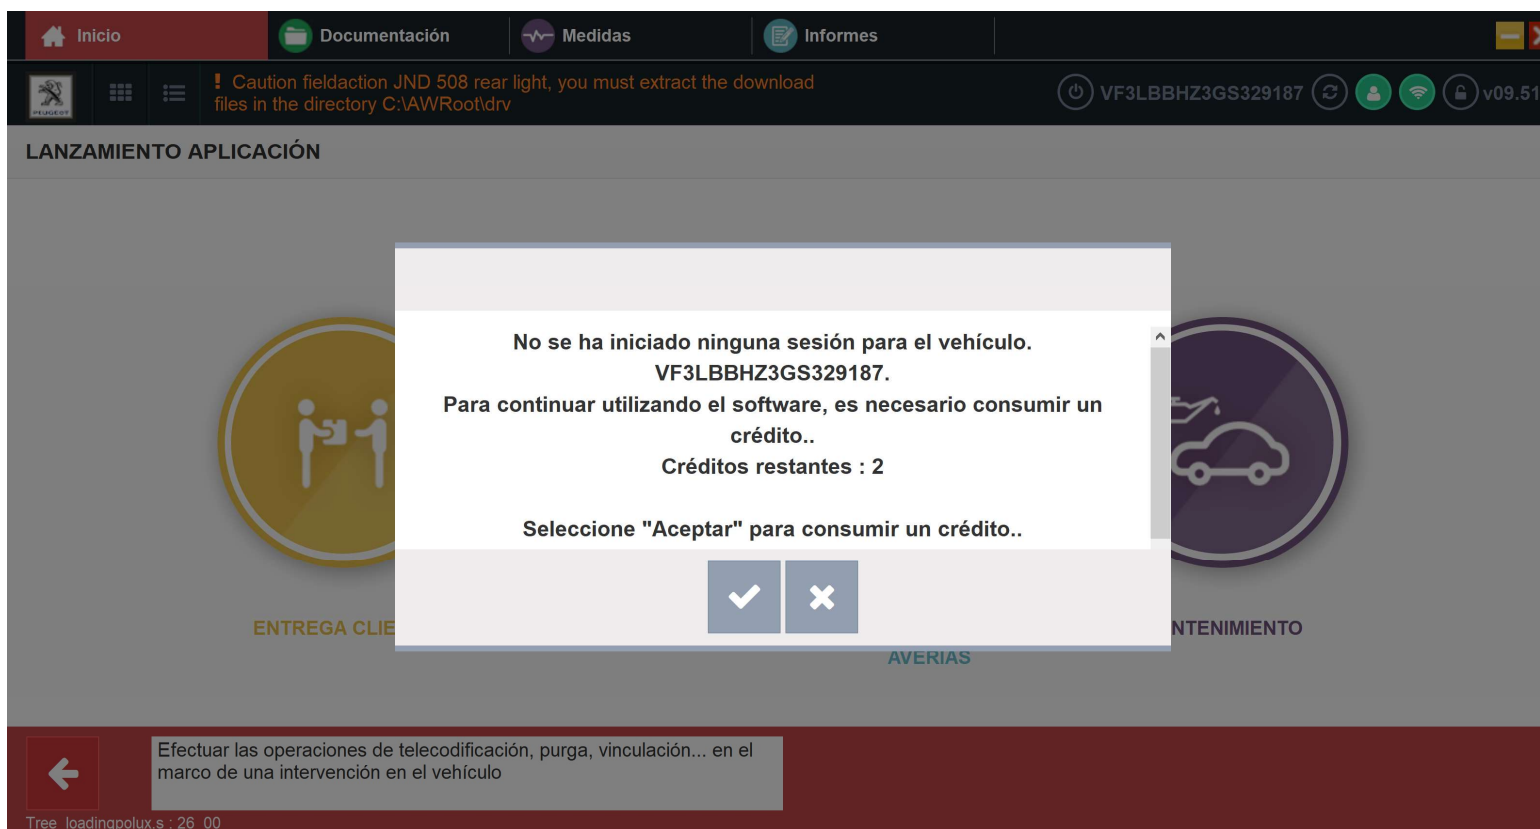 Inicio
Documentación
Medidas
Informes
! Caution fieldaction JND 508 rear light, you must extract the download
files in the directory C:\AWRoot\drv
VF3LBBHZ3GS329187
v09.51
PEUGEOT
LANZAMIENTO APLICACIÓN
No se ha iniciado ninguna sesión para el vehículo.
VF3LBBHZ3GS329187.
Para continuar utilizando el software, es necesario consumir un
crédito..
Créditos restantes : 2
Seleccione "Aceptar" para consumir un crédito..
ENTREGA CLIE
AVERIAS
NTENIMIENTO
Efectuar las operaciones de telecodificación, purga, vinculación... en el
marco de una intervención en el vehículo
Tree_loadingpolux.s : 26_00